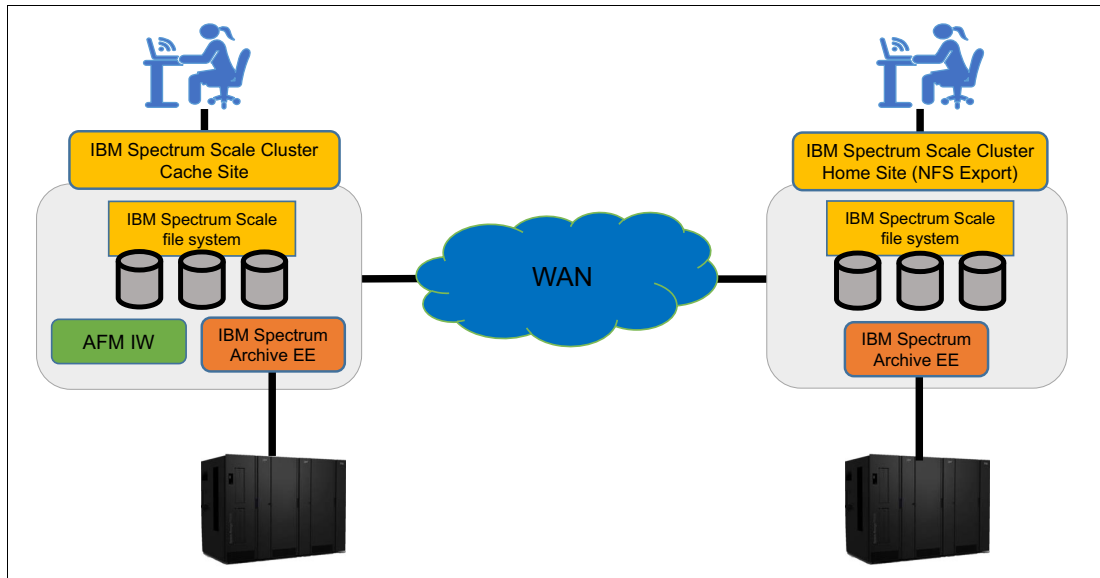 IBM Spectrum Scale Cluster
Cache Site
IBM Spectrum Scale
file system
AFM IW
IBM Spectrum
Archive EE
WAN
IBM Spectrum Scale Cluster
Home Site (NFS Export)
IBM Spectrum Scale
file system
IBM Spectrum
Archive EE